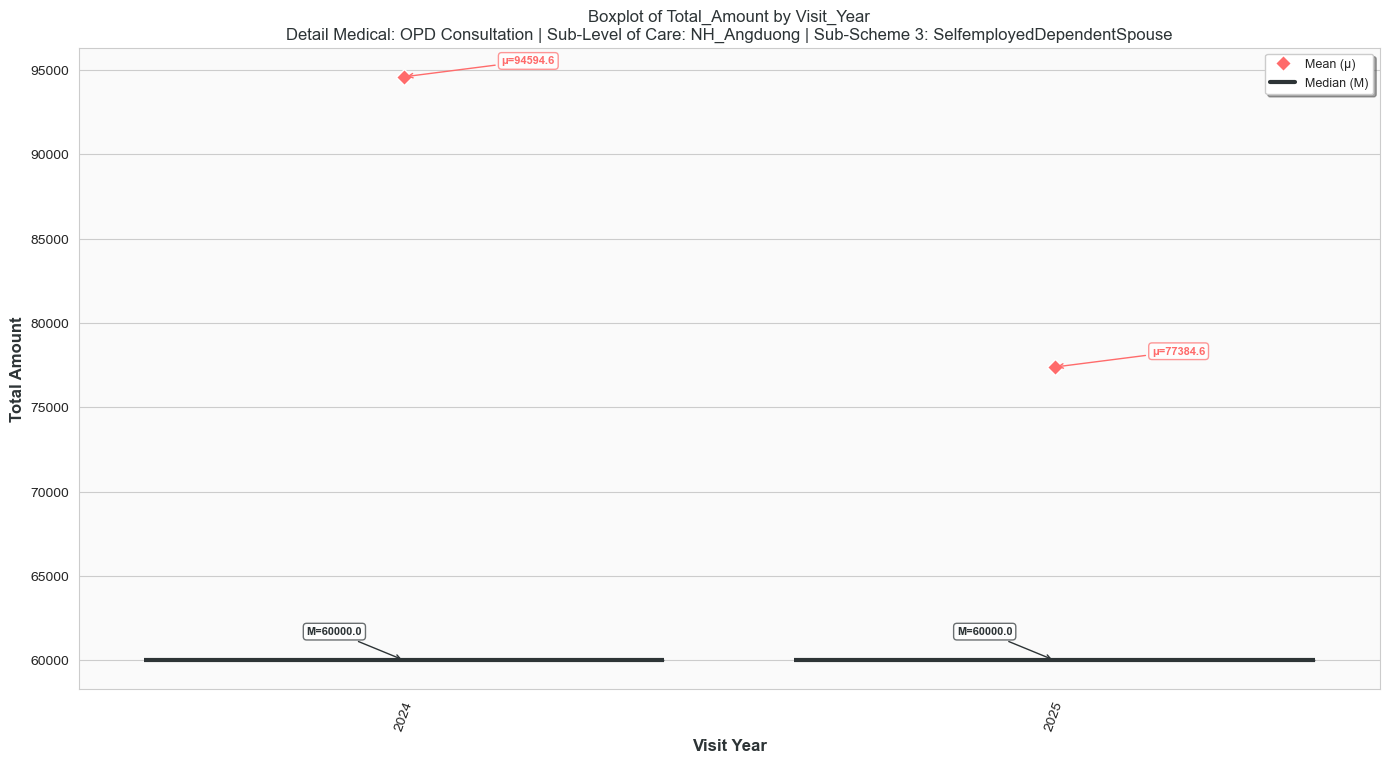 Boxplot of Total_Amount by Visit_Year
Detail Medical: OPD Consultation | Sub-Level of Care: NH_Angduong | Sub-Scheme 3: SelfemployedDependentSpouse
Mean (μ)
Median (M)
μ=94594.6
μ=77384.6
M=60000.0
M=60000.0
95000
90000
85000
80000
75000
70000
65000
60000
Total Amount
2024
2025
Visit Year